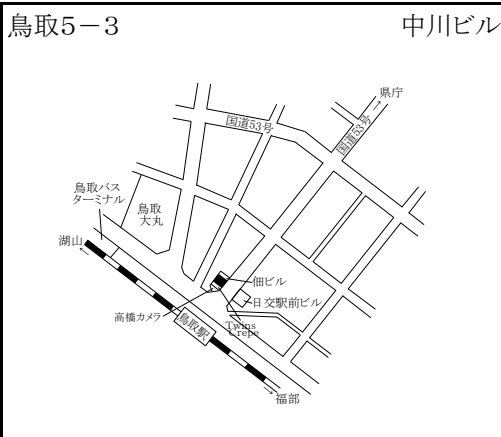 鳥取5－3
中川ビル
県庁
国道53号
国道53号
鳥取バス
ターミナル
鳥取
大丸
湖山
佃ビル
日交駅前ビル
高橋カメラ
Twins
Crepe
鳥取駅
福部